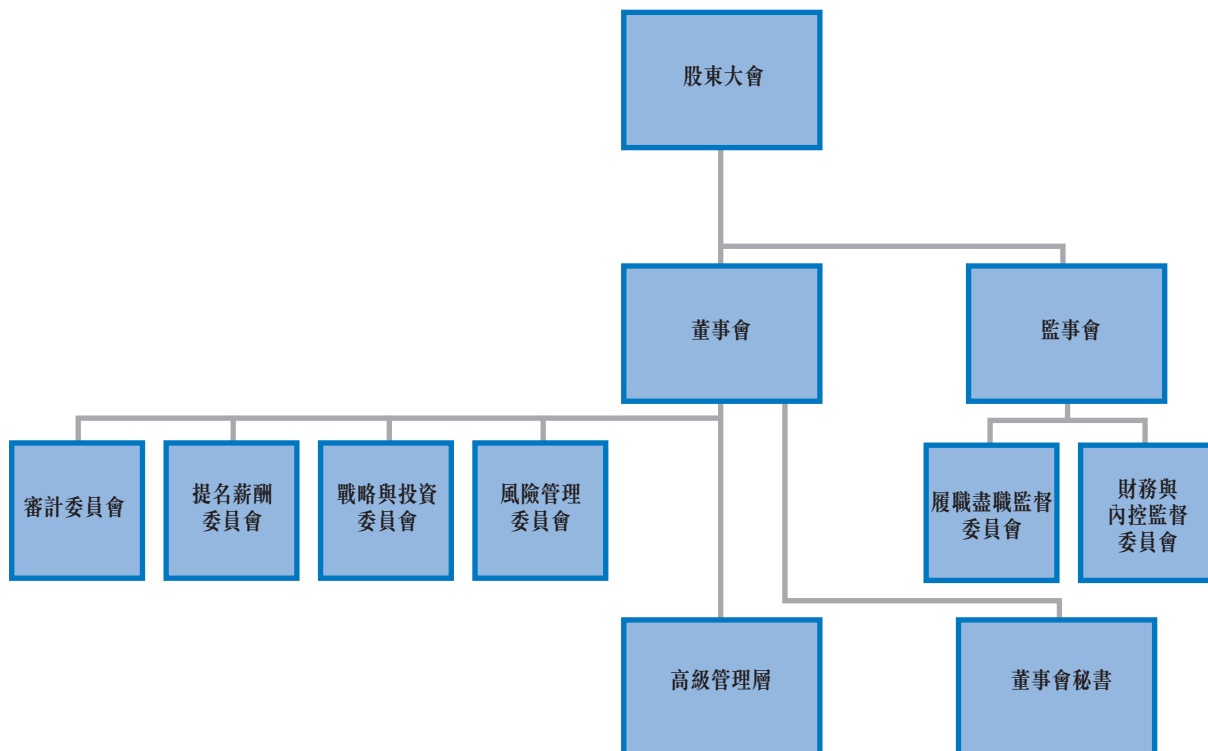 股東大會
董事會
監事會
審計委員會
提名薪酬
委員會
戰略與投資
委員會
風險管理
委員會
履職盡職監督
委員會
財務與
內控監督
委員會
高級管理層
董事會秘書